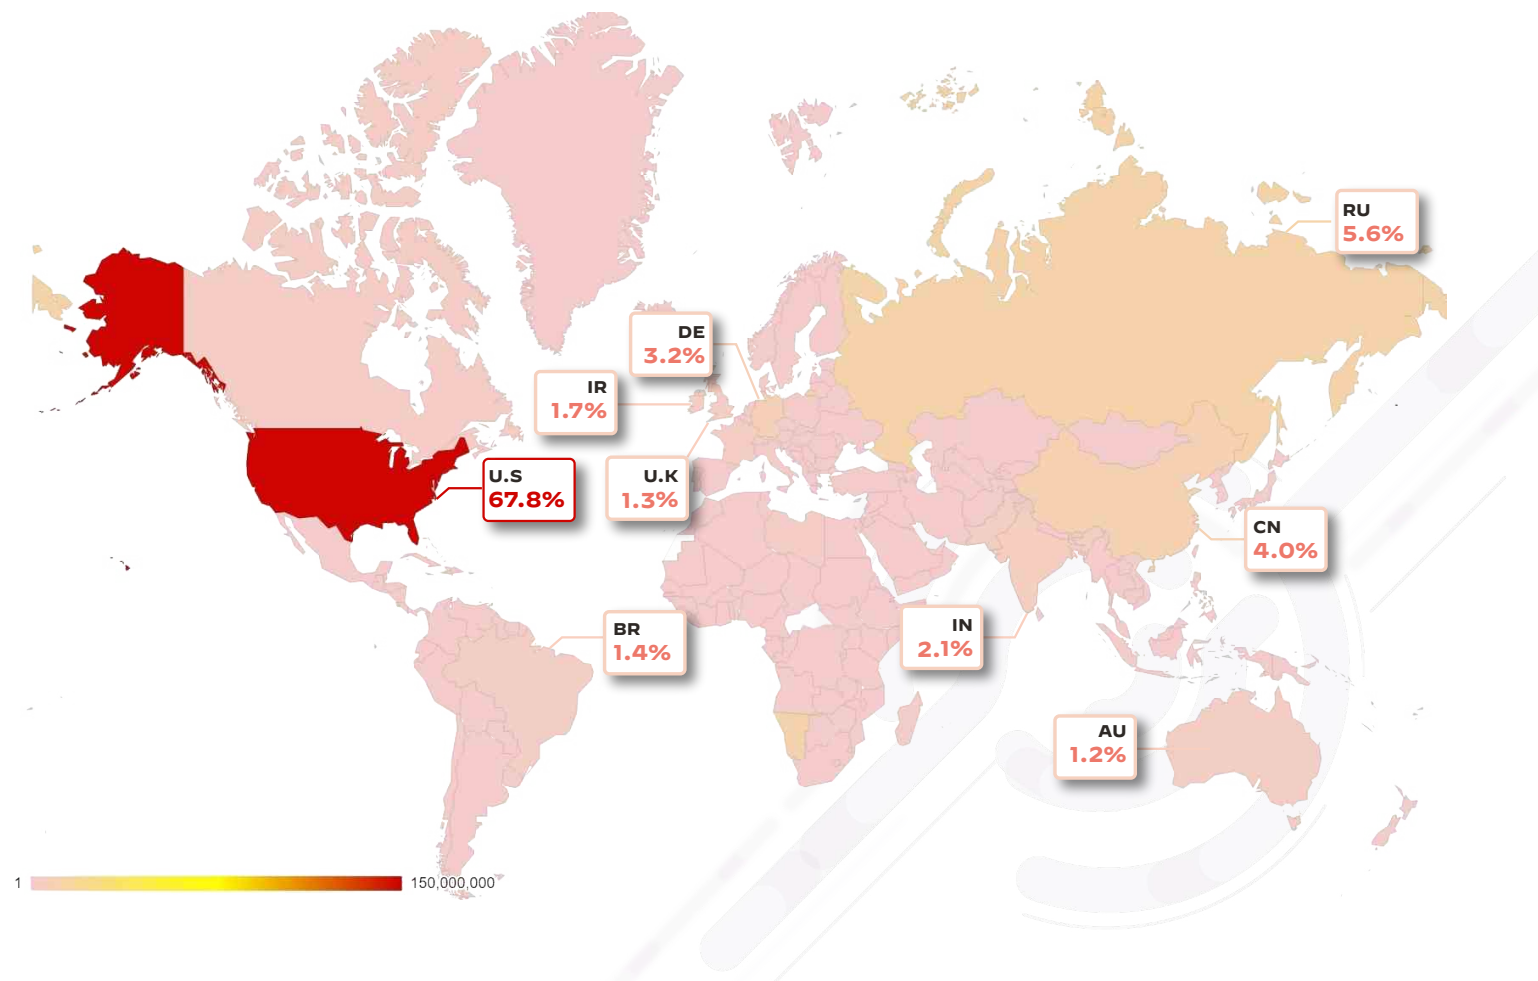 RU
5.6%
DE
3.2%
IR
1.7%
U.S
67.8%
U.K
1.3%
CN
4.0%
BR
1.4%
IN
2.1%
AU
1.2%
1
150,000,000